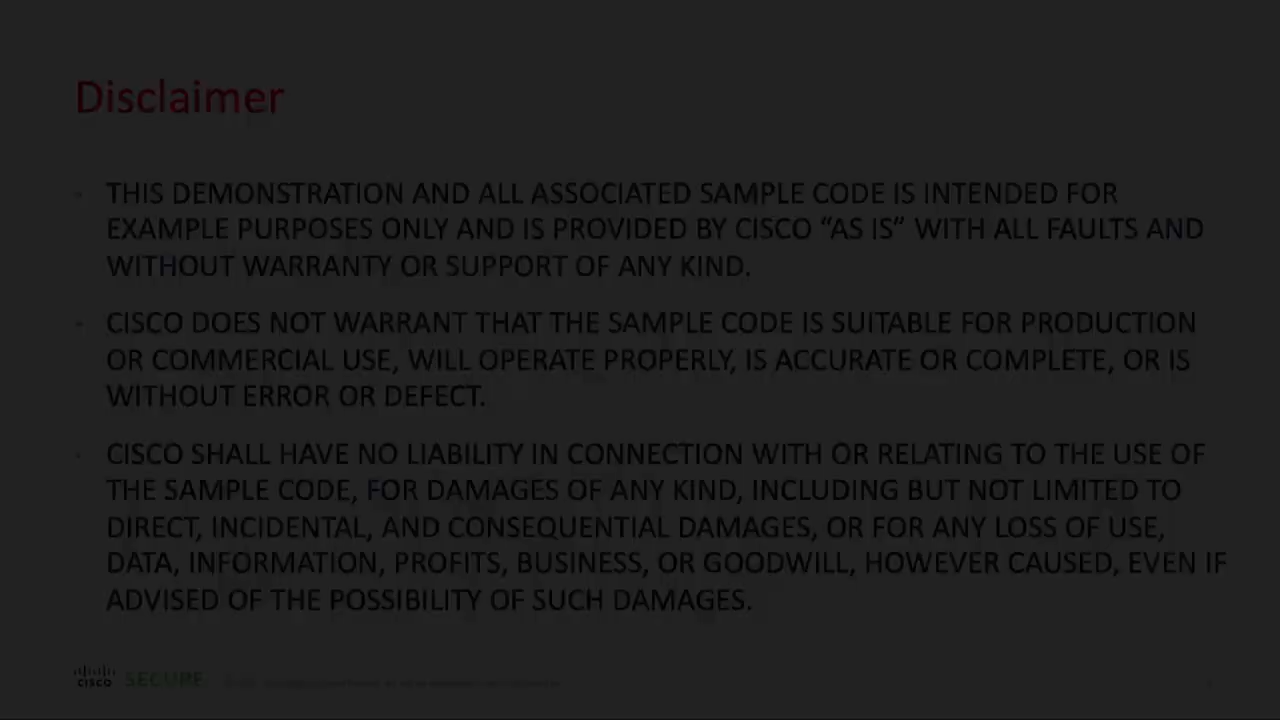 Disclaimer
THIS DEMONSTRATION AND ALL ASSOCIATED SAMPLE CODE IS INTENDED FOR
EXAMPLE PURPOSES ONLY AND IS PROVIDED BY CISCO “AS IS” WITH ALL FAULTS AND
WITHOUT WARRANTY OR SUPPORT OF ANY KIND.
CISCO DOES NOT WARRANT THAT THE SAMPLE CODE IS SUITABLE FOR PRODUCTION
OR COMMERCIAL USE, WILL OPERATE PROPERLY, IS ACCURATE OR COMPLETE, OR IS
WITHOUT ERROR OR DEFECT.
CISCO SHALL HAVE NO LIABILITY IN CONNECTION WITH OR RELATING TO THE USE OF
THE SAMPLE CODE, FOR DAMAGES OF ANY KIND, INCLUDING BUT NOT LIMITED TO
DIRECT, INCIDENTAL, AND CONSEQUENTIAL DAMAGES, OR FOR ANY LOSS OF USE,
DATA, INFORMATION, PROFITS, BUSINESS, OR GOODWILL, HOWEVER CAUSED, EVEN IF
ADVISED OF THE POSSIBILITY OF SUCH DAMAGES.
CISCO SECURE